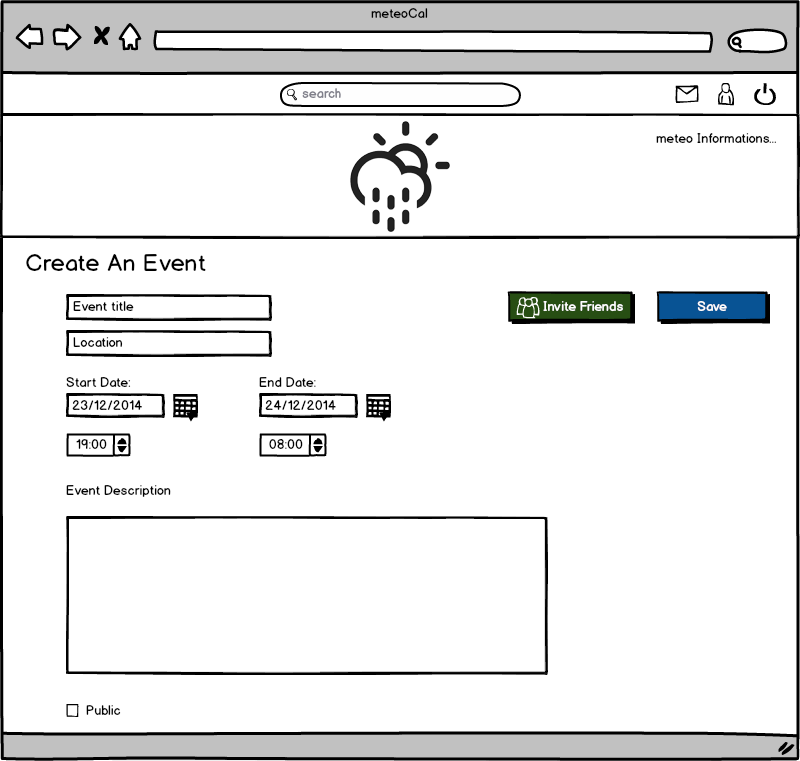 meteoCal
search
meteo Informations...
Create An Event
Event title
Invite Friends
Save
Location
Start Date:
End Date:
23/12/2014
24/12/2014
19:00
08:00
Event Description
Public